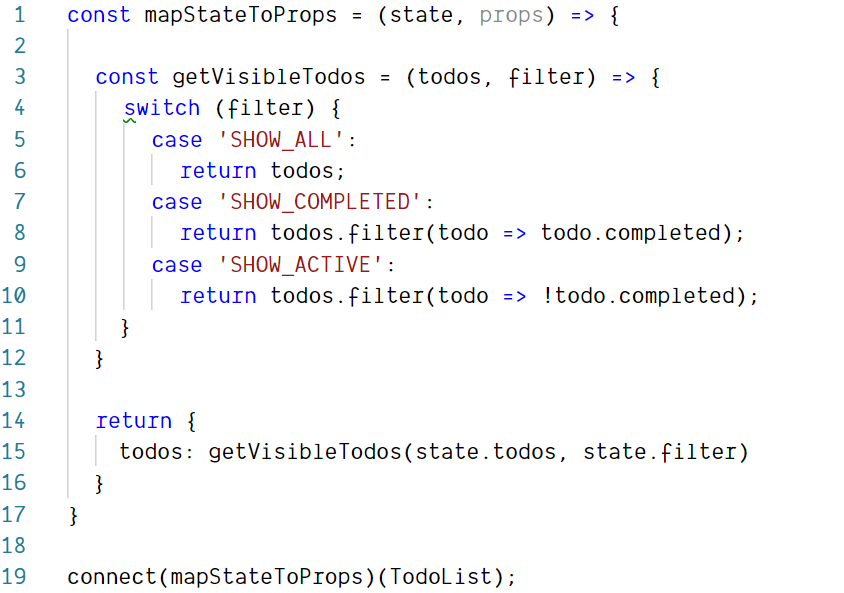 1 const mapStateToProps = (state, props) => {
2
3   const getVisibleTodos = (todos, filter) => {
4     switch (filter) {
5       case 'SHOW_ALL':
6         return todos;
7       case 'SHOW_COMPLETED':
8         return todos.filter(todo => todo.completed);
9       case 'SHOW_ACTIVE':
10         return todos.filter(todo => !todo.completed);
11     }
12   }
13
14   return {
15     todos: getVisibleTodos(state.todos, state.filter)
16   }
17 }
18
19 connect(mapStateToProps)(TodoList);